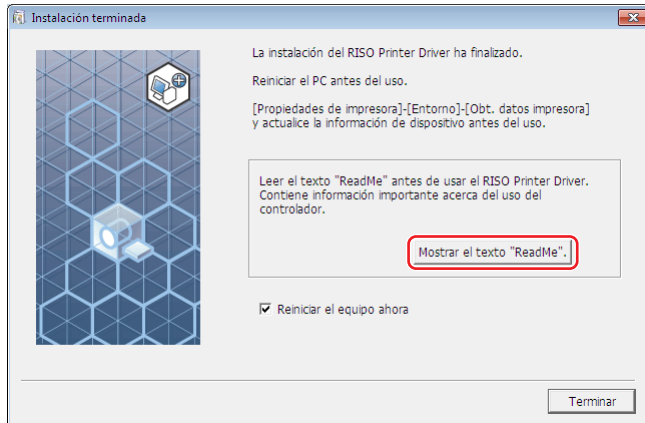 Instalación terminada
La instalación del RISO Printer Driver ha finalizado.
Reiniciar el PC antes del uso.
[Propiedades de impresora]-[Entorno]-[Obt. datos impresora]
y actualice la información de dispositivo antes del uso.
Leer el texto "ReadMe" antes de usar el RISO Printer Driver.
Contiene información importante acerca del uso del
controlador.
Mostrar el texto "ReadMe".
Reiniciar el equipo ahora
Terminar